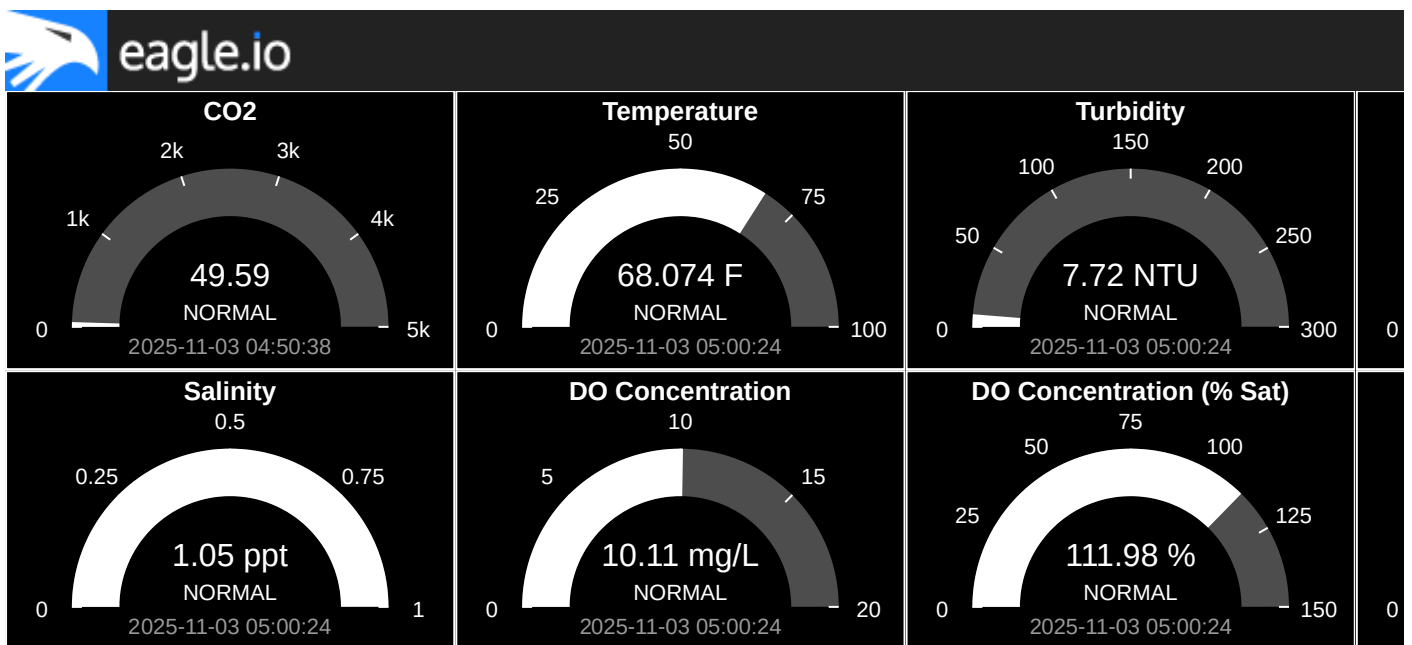 eagle.io
CO2
2k 3k
1k 4k
49.59
NORMAL
0 5k
2025-11-03 04:50:38
Temperature
50
25 75
68.074 F
NORMAL
0 100
2025-11-03 05:00:24
Turbidity
150
100 200
50 250
7.72 NTU
NORMAL
0 300
2025-11-03 05:00:24
0
Salinity
0.5
0.25 0.75
1.05 ppt
NORMAL
0 1
2025-11-03 05:00:24
DO Concentration
10
5 15
10.11 mg/L
NORMAL
0 20
2025-11-03 05:00:24
DO Concentration (% Sat)
75
50 100
25 125
111.98 %
NORMAL
0 150
2025-11-03 05:00:24
0